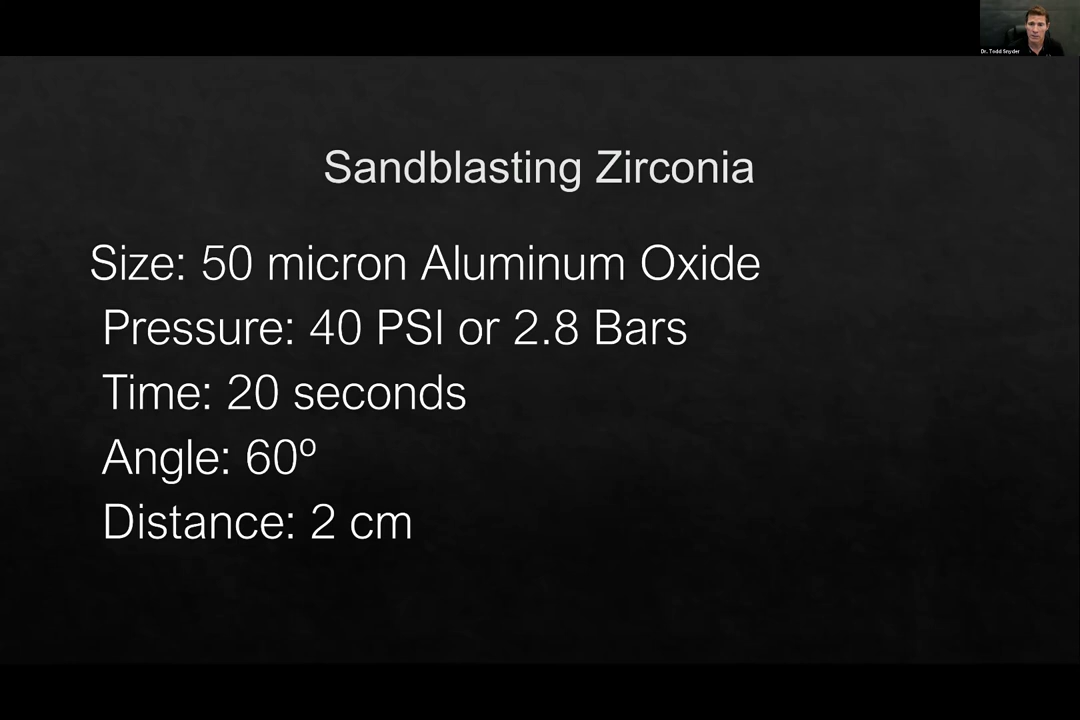 Dr. Todd Snyder
Sandblasting Zirconia
Size: 50 micron Aluminum Oxide
Pressure: 40 PSI or 2.8 Bars
Time: 20 seconds
Angle: 60º
Distance: 2 cm